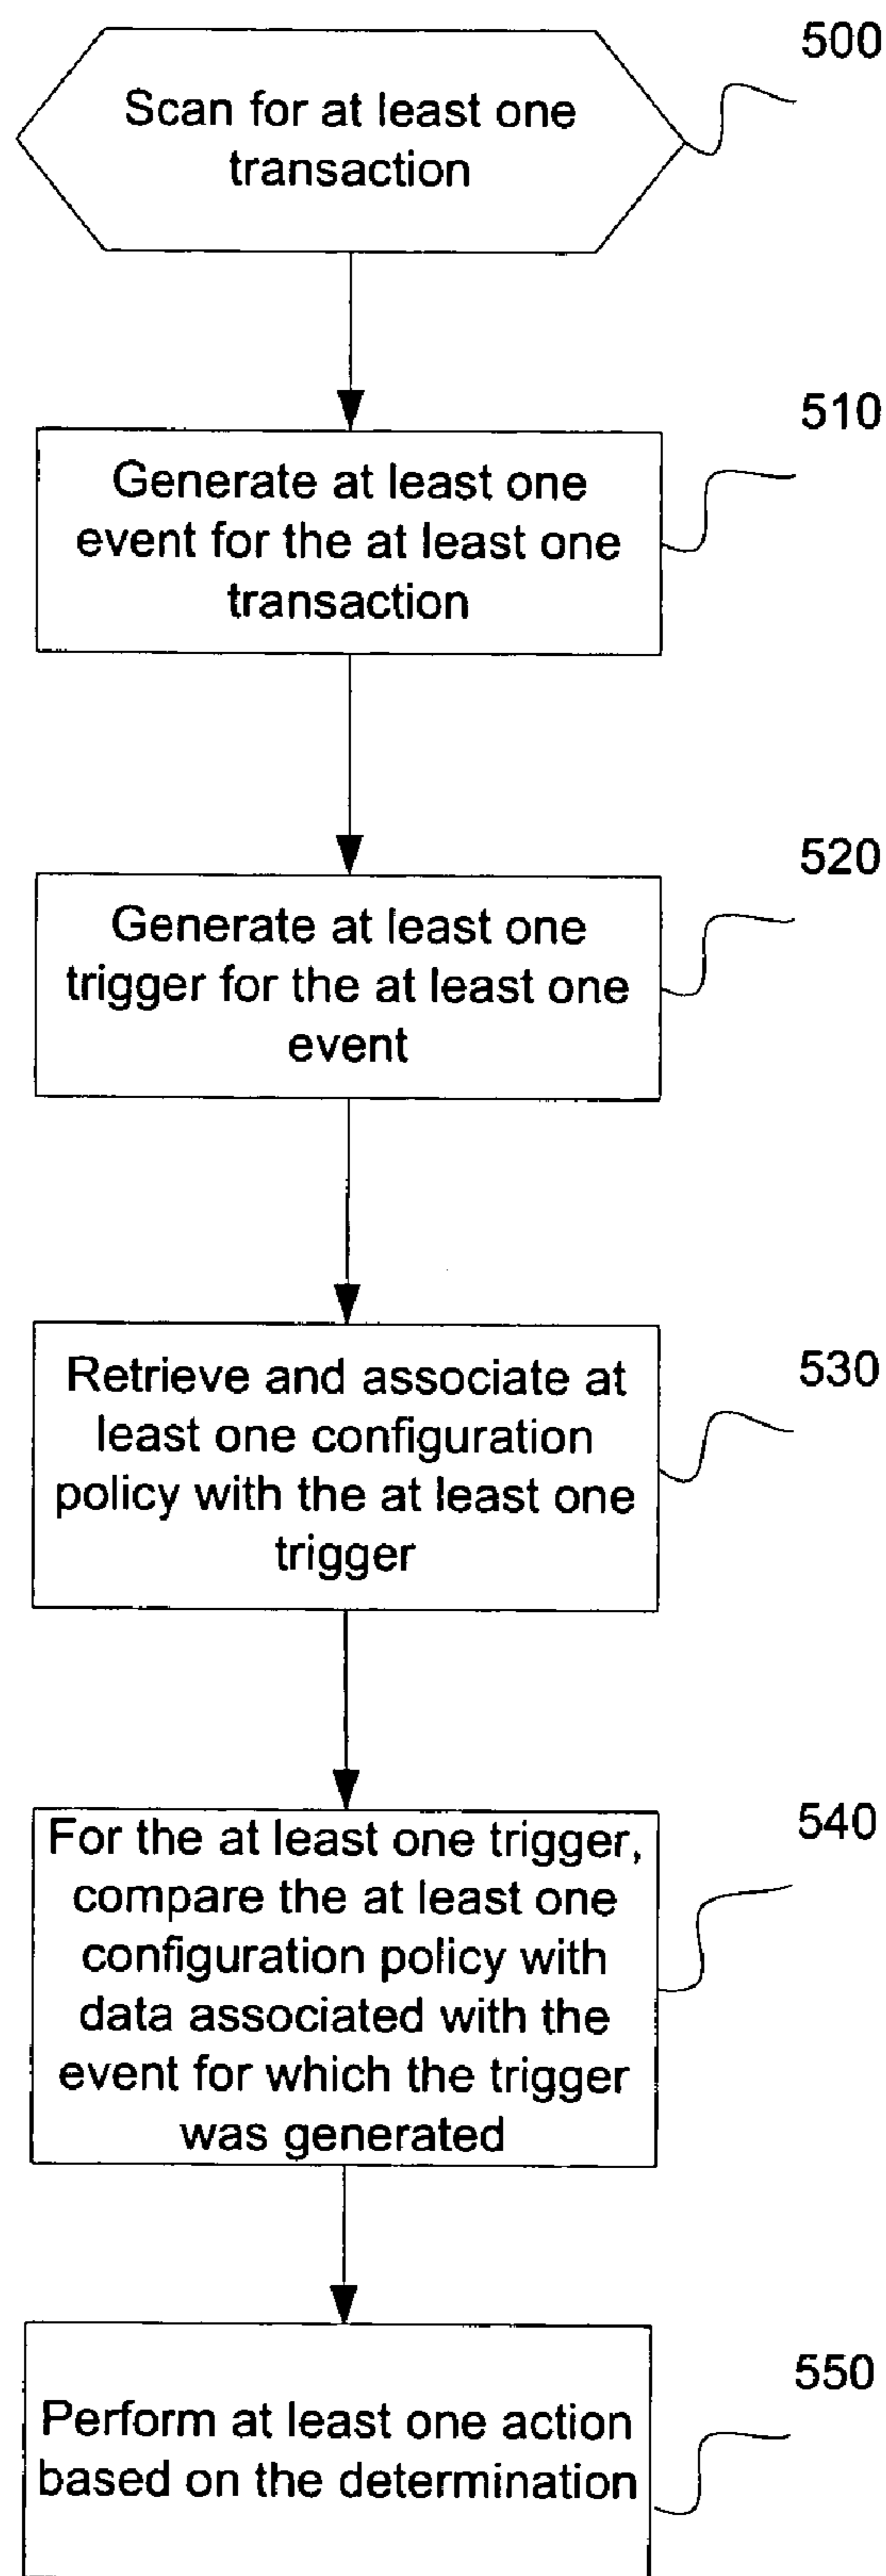 500
Scan for at least one
transaction
510
Generate at least one
event for the at least one
transaction
520
Generate at least one
trigger for the at least one
event
530
Retrieve and associate at
least one configuration
policy with the at least one
trigger
540
For the at least one trigger,
compare the at least one
configuration policy with
data associated with the
event for which the trigger
was generated
550
Perform at least one action
based on the determination